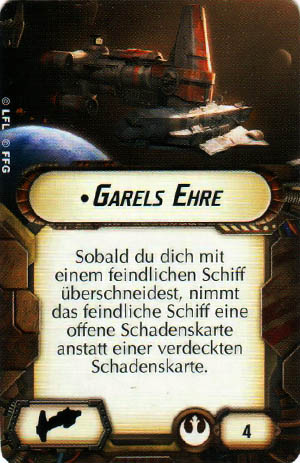 © LFL © FFG
• GARELS EHRE
Sobald du dich mit
einem feindlichen Schiff
überschneidest, nimmt
das feindliche Schiff eine
offene Schadenskarte
anstatt einer verdeckten
Schadenskarte.
4